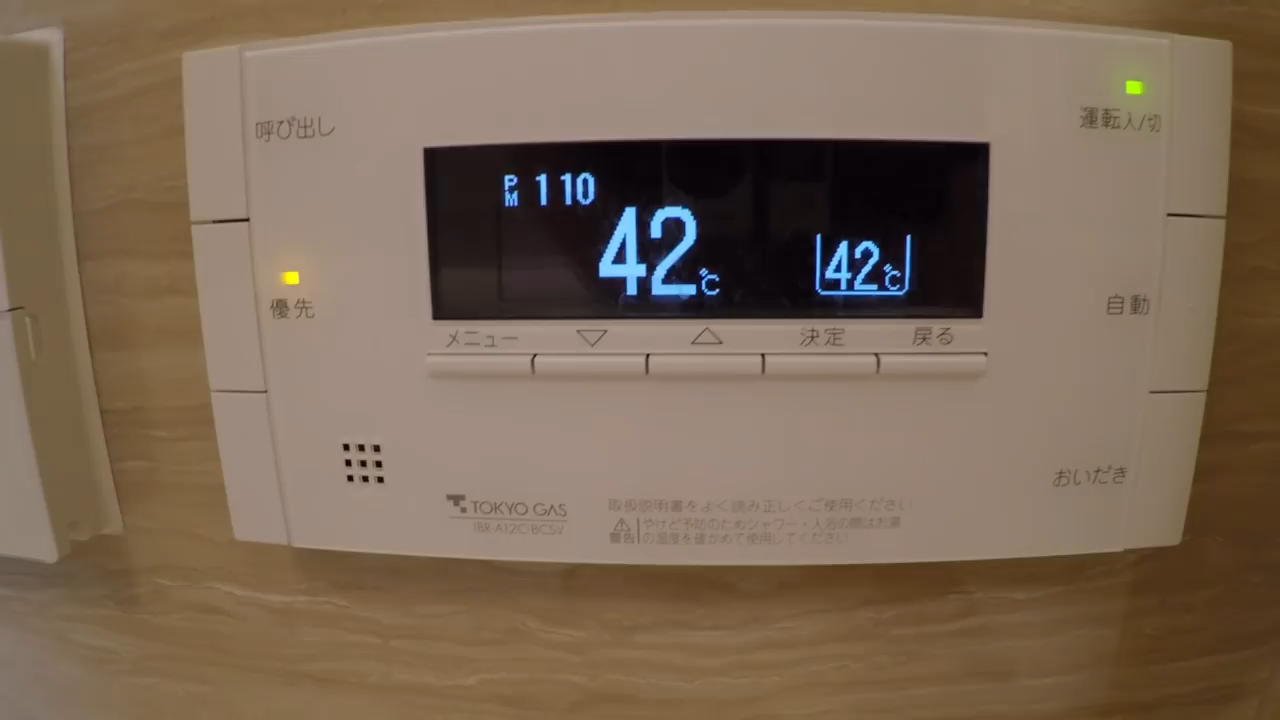 呼び出し
運転入/切
PM 1 10
42℃
42℃
優先
自動
メニュー ▽ △ 決定 戻る
おいだき
TOKYO GAS
取扱説明書をよく読み正しくご使用ください
IBR-A12C-BCSV
警告 やけど予防のためシャワー・入浴の際はお湯
の温度を確かめて使用してください